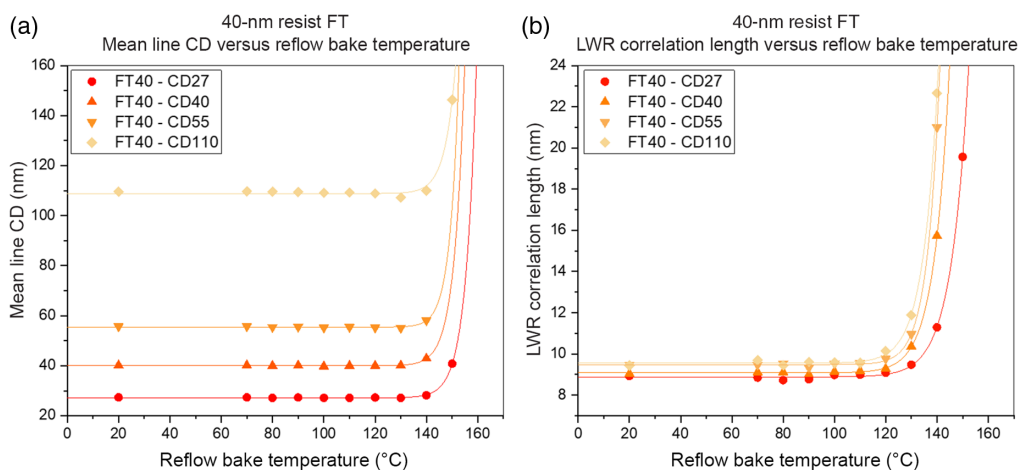 (a)
40-nm resist FT
Mean line CD versus reflow bake temperature
160
140
120
100
80
60
40
20
Mean line CD (nm)
FT40 - CD27
FT40 - CD40
FT40 - CD55
FT40 - CD110
0 20 40 60 80 100 120 140 160
Reflow bake temperature (°C)
(b)
40-nm resist FT
LWR correlation length versus reflow bake temperature
24
22
20
18
16
14
12
10
8
LWR correlation length (nm)
FT40 - CD27
FT40 - CD40
FT40 - CD55
FT40 - CD110
0 20 40 60 80 100 120 140 160
Reflow bake temperature (°C)